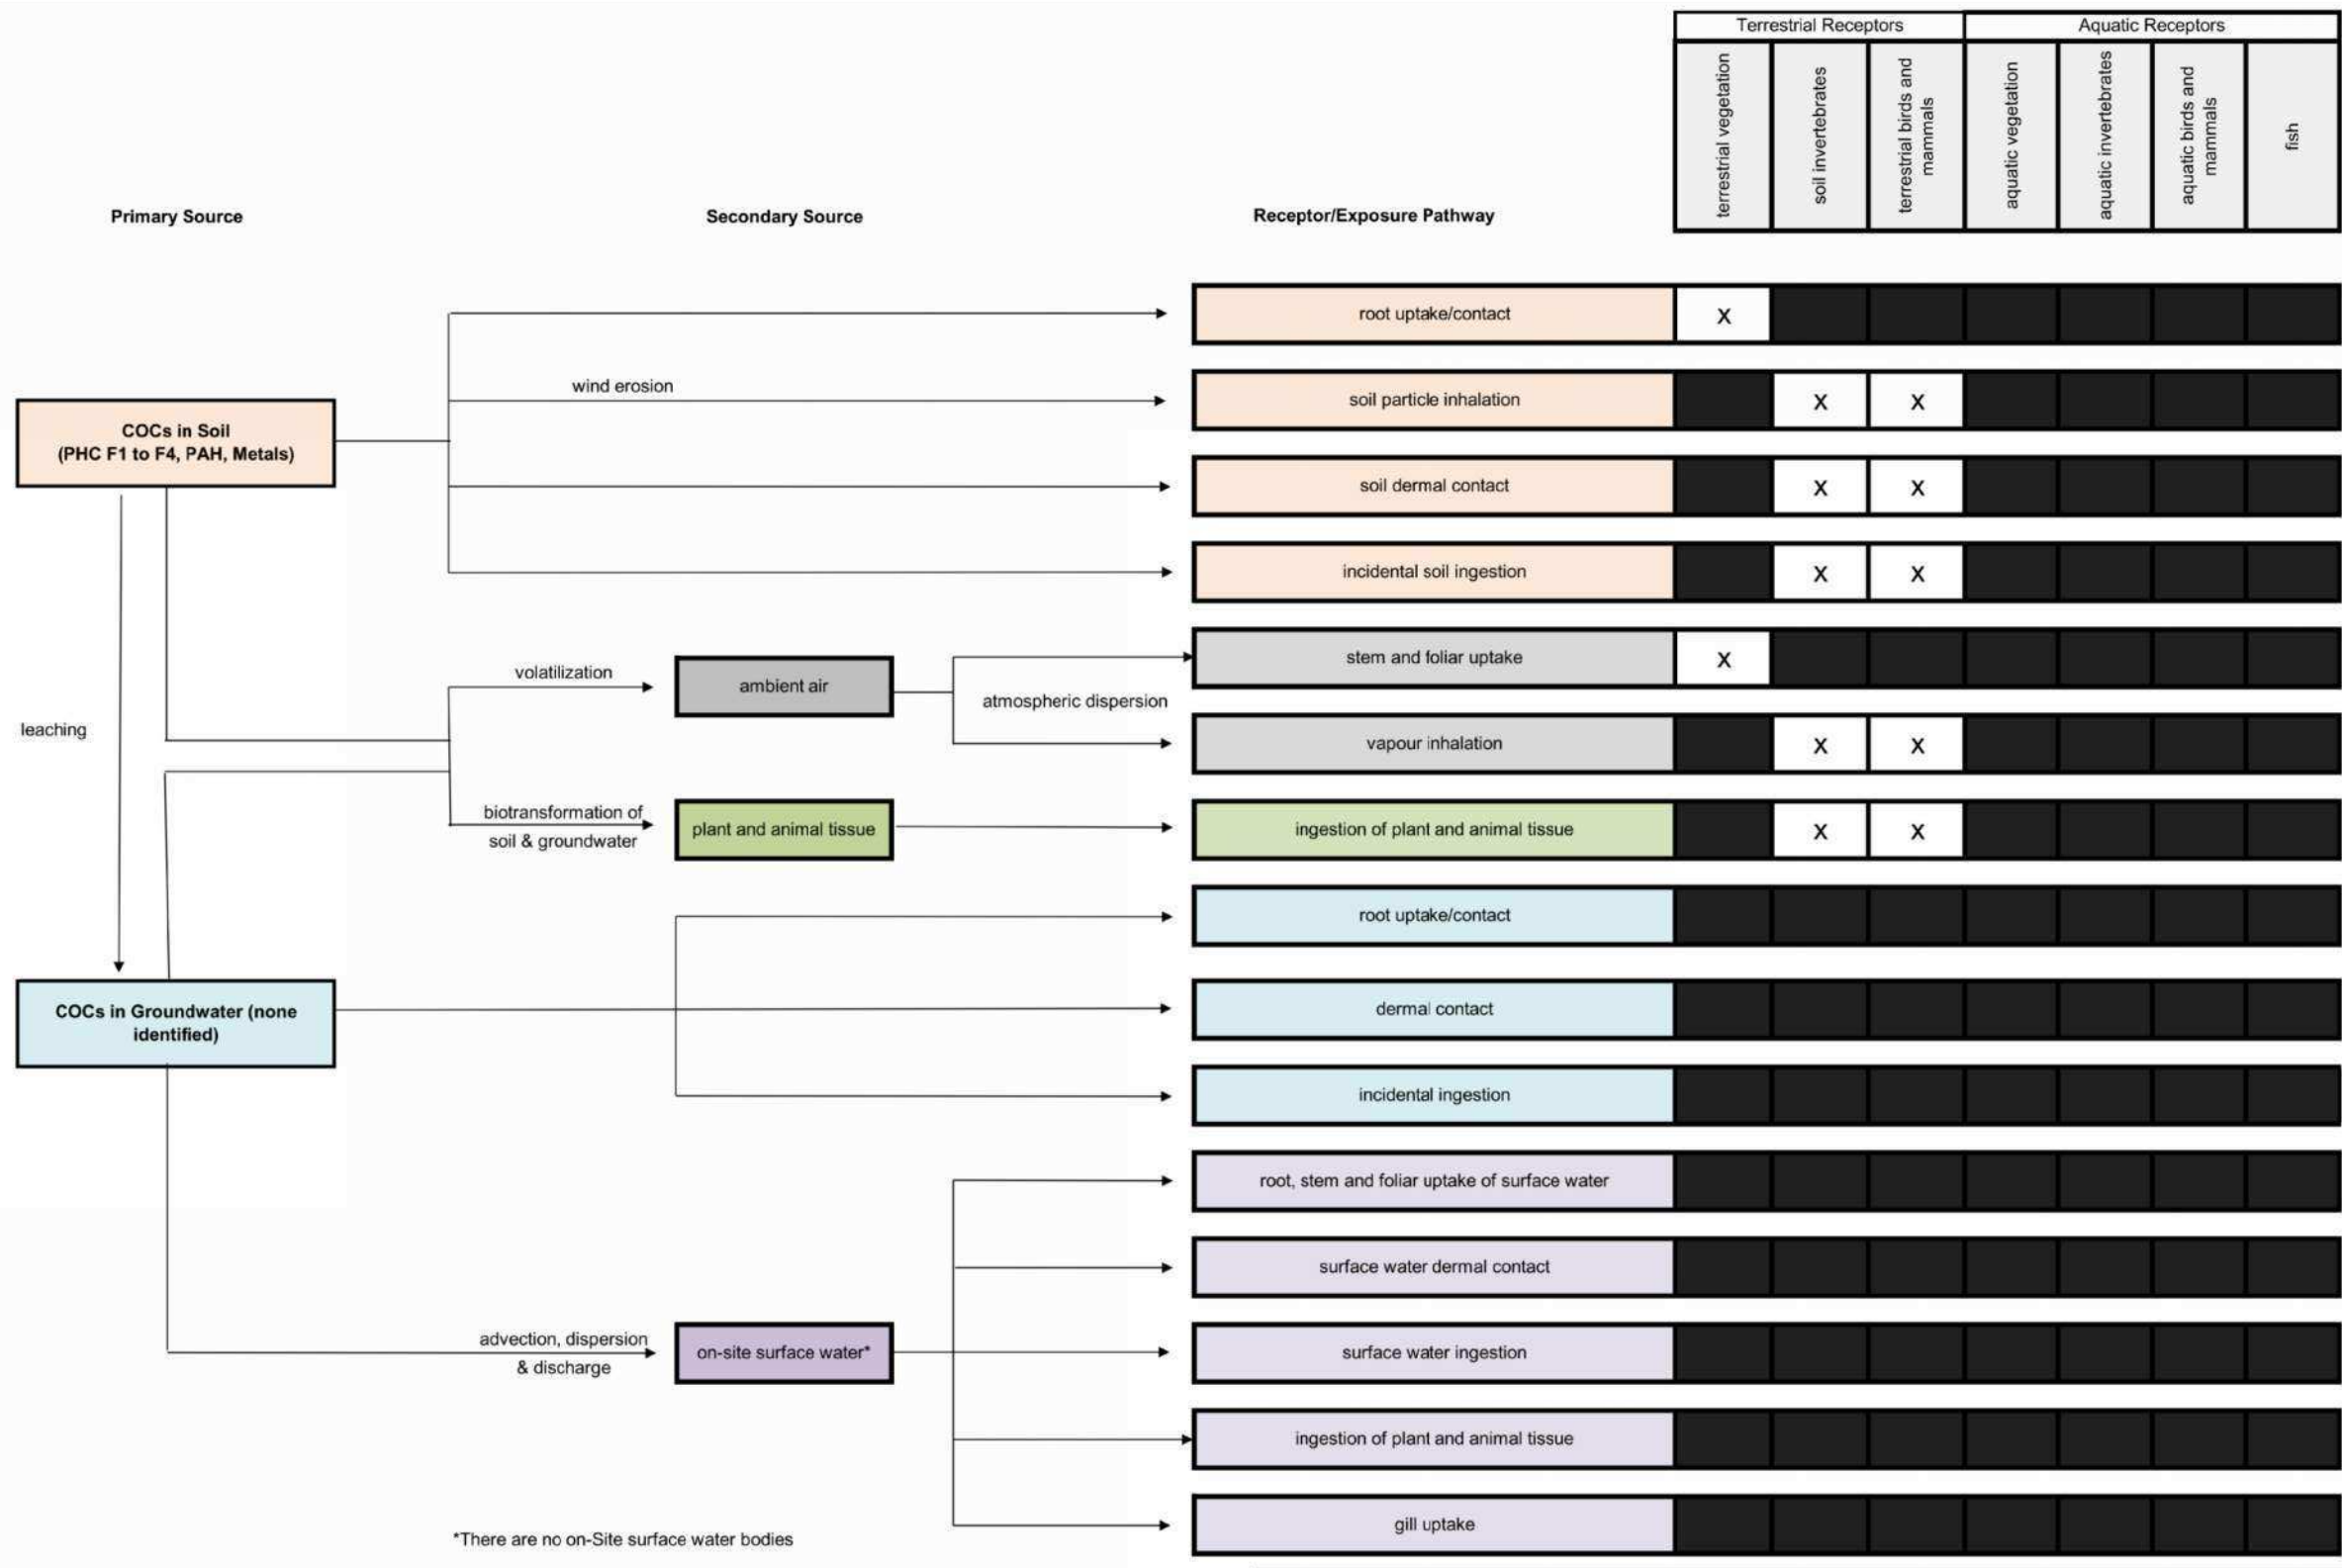 Terrestrial Receptors
Aquatic Receptors
terrestrial vegetation
soil invertebrates
terrestrial birds and
mammals
aquatic vegetation
aquatic invertebrates
aquatic birds and
mammals
fish
Primary Source
Secondary Source
Receptor/Exposure Pathway
root uptake/contact
X
wind erosion
soil particle inhalation
X X
COCs in Soil
(PHC F1 to F4, PAH, Metals)
soil dermal contact
X X
incidental soil ingestion
X X
volatilization
ambient air
stem and foliar uptake
X
atmospheric dispersion
leaching
vapour inhalation
X X
biotransformation of
soil & groundwater
plant and animal tissue
ingestion of plant and animal tissue
X X
root uptake/contact
COCs in Groundwater (none
identified)
dermal contact
incidental ingestion
root, stem and foliar uptake of surface water
surface water dermal contact
advection, dispersion
& discharge
on-site surface water*
surface water ingestion
ingestion of plant and animal tissue
gill uptake
*There are no on-Site surface water bodies